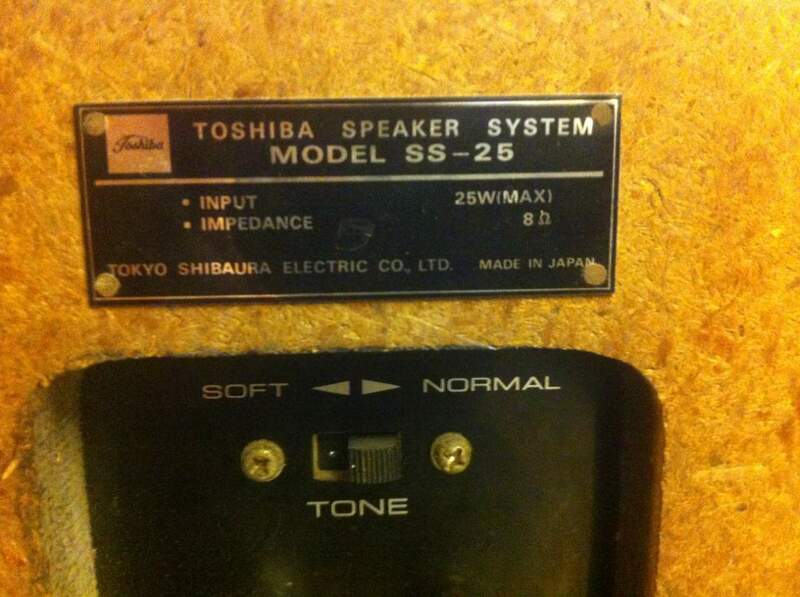 Toshiba
TOSHIBA SPEAKER SYSTEM
MODEL SS-25
• INPUT 25W(MAX)
• IMPEDANCE 8Ω
TOKYO SHIBAURA ELECTRIC CO., LTD. MADE IN JAPAN
SOFT ◀ ▶ NORMAL
TONE